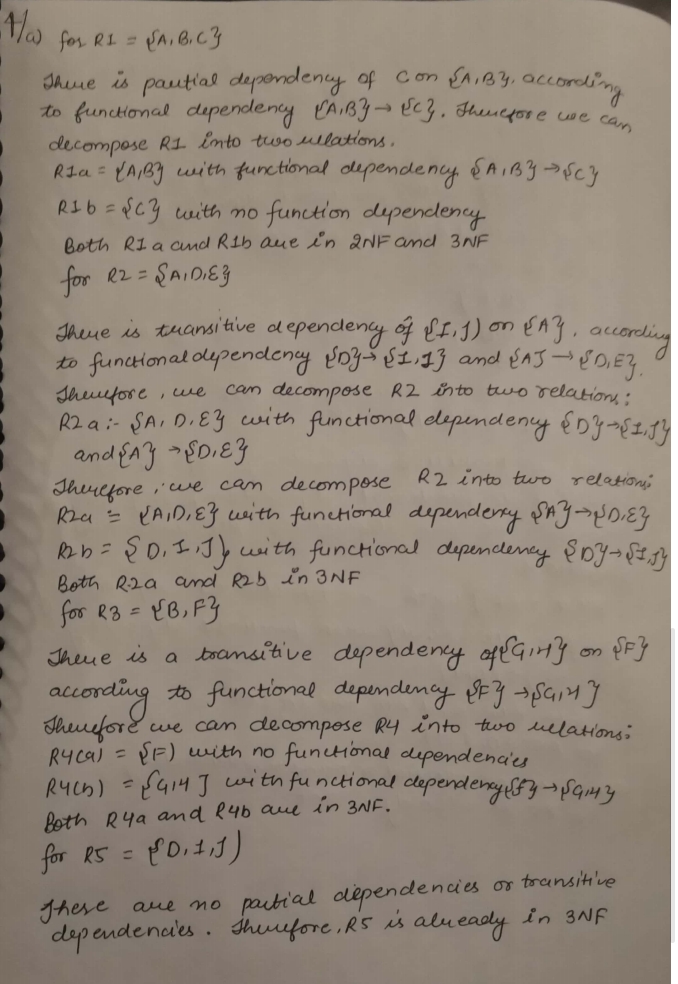 4/a) for R1 = {A,B,C}
There is partial dependency of C on {A,B}, according
to functional dependency {A,B} → {C}. Therefore we can
decompose R1 into two relations.
R1a = {A,B} with functional dependency {A,B} → {C}
R1b = {C} with no function dependency
Both R1a and R1b are in 2NF and 3NF
for R2 = {A,D,E}
There is transitive dependency of {I,J) on {A}, according
to functional dependency {D} → {I,J} and {A} → {D,E}.
Therefore, we can decompose R2 into two relations:
R2a :- {A, D, E} with functional dependency {D} → {I,J}
and {A} → {D,E}
Therefore, we can decompose R2 into two relations;
R2a = {A,D,E} with functional dependency {A} → {D,E}
R2b = {D, I, J} with functional dependency {D} → {I,J}
Both R2a and R2b in 3NF
for R3 = {B,F}
There is a transitive dependency of {G,H} on {F}
according to functional dependency {F} → {G,H}
Therefore we can decompose R4 into two relations:
R4(a) = {F) with no functional dependencies
R4(b) = {G,H] with functional dependency {F} → {G,H}
Both R4a and R4b are in 3NF.
for R5 = {D,I,J)
These are no partial dependencies or transitive
dependencies. Therefore, R5 is already in 3NF